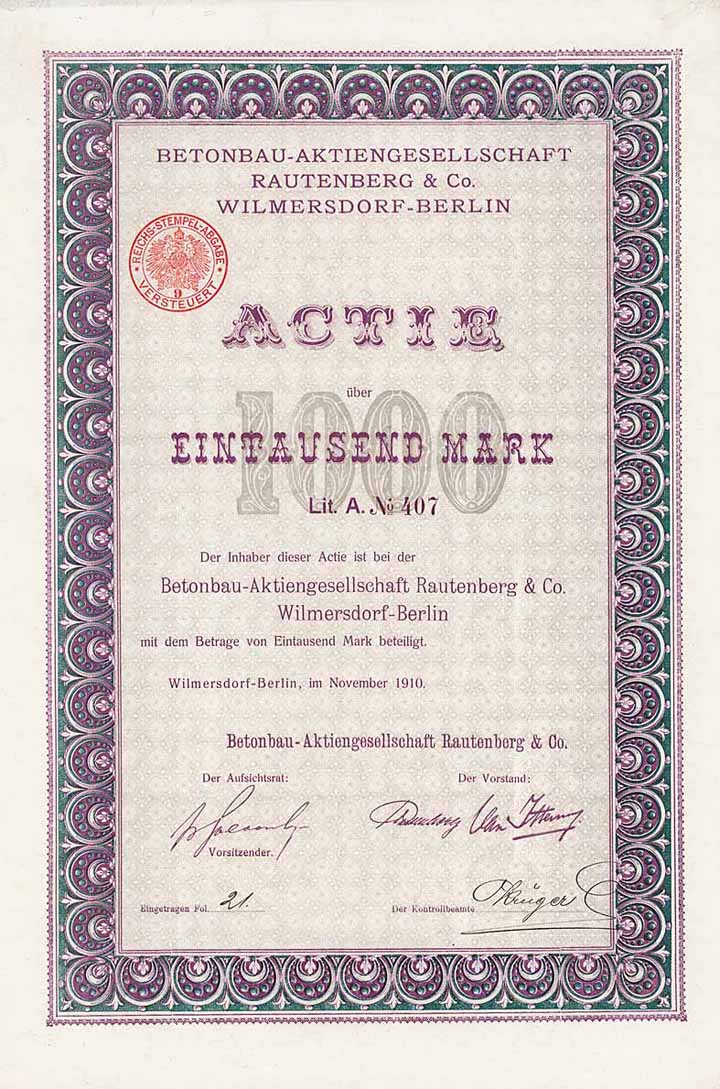 BETONBAU-AKTIENGESELLSCHAFT
RAUTENBERG & Co.
WILMERSDORF-BERLIN
REICHS-STEMPEL-ABGABE
9
VERSTEUERT
ACTIE
über
1000
EINTAUSEND MARK
Lit. A. No 407
Der Inhaber dieser Actie ist bei der
Betonbau-Aktiengesellschaft Rautenberg & Co.
Wilmersdorf-Berlin
mit dem Betrage von Eintausend Mark beteiligt.
Wilmersdorf-Berlin, im November 1910.
Betonbau-Aktiengesellschaft Rautenberg & Co.
Der Aufsichtsrat: Der Vorstand:
Vorsitzender.
Eingetragen Fol. 21. Der Kontrollbeamte Krüger